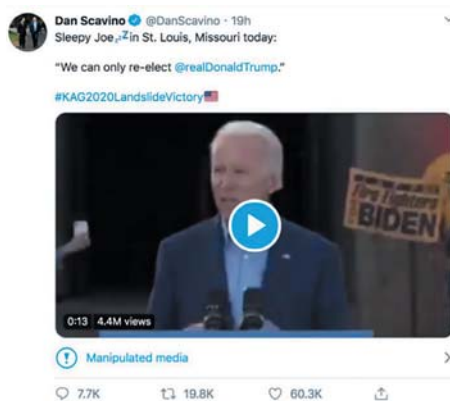 Dan Scavino @DanScavino · 19h
Sleepy Joe💤in St. Louis, Missouri today:
“We can only re-elect @realDonaldTrump.”
#KAG2020LandslideVictory🇺🇸
Fire Fighters
BIDEN
0:13 4.4M views
Manipulated media
7.7K 19.8K 60.3K